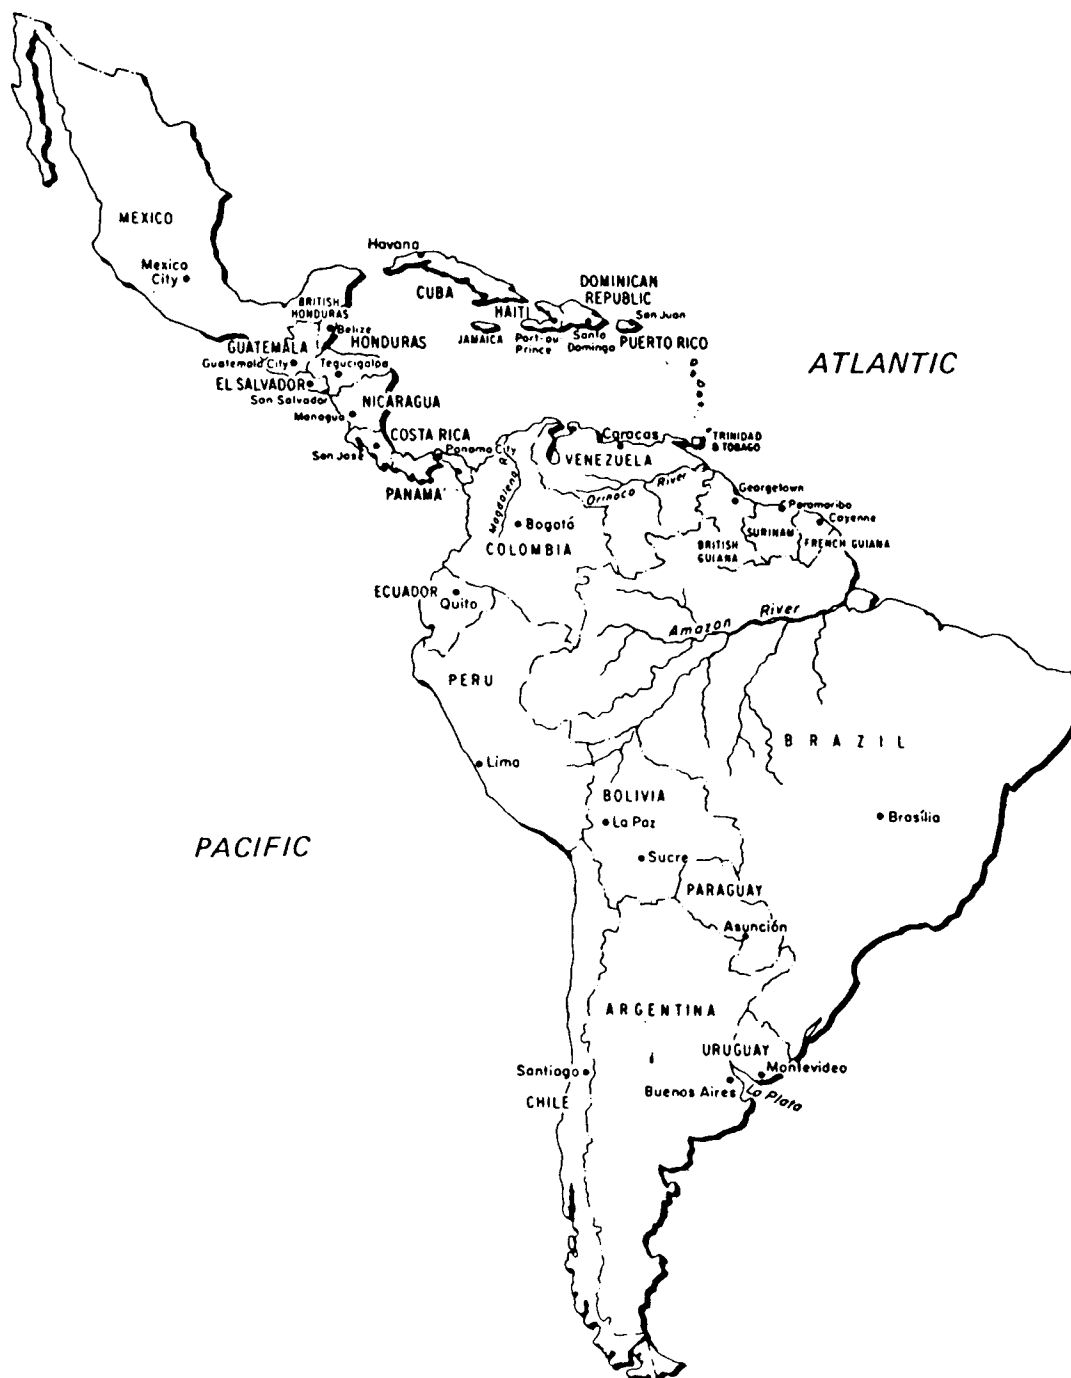 MEXICO
Mexico
City
Havana
CUBA
BRITISH
HONDURAS
Belize
HONDURAS
GUATEMALA
Guatemala City
Tegucigalpa
EL SALVADOR
San Salvador
NICARAGUA
Managua
COSTA RICA
San José
Panama City
PANAMA
JAMAICA
HAITI
Port-au-
Prince
DOMINICAN
REPUBLIC
Santo
Domingo
San Juan
PUERTO RICO
ATLANTIC
TRINIDAD
& TOBAGO
Caracas
VENEZUELA
Orinoco River
Magdalena R
Bogotá
COLOMBIA
Georgetown
Paramaribo
Cayenne
BRITISH
GUIANA
SURINAM
FRENCH GUIANA
ECUADOR
Quito
Amazon River
PERU
Lima
BRAZIL
Brasília
BOLIVIA
La Paz
Sucre
PACIFIC
PARAGUAY
Asunción
ARGENTINA
URUGUAY
Montevideo
Santiago
Buenos Aires
La Plata
CHILE